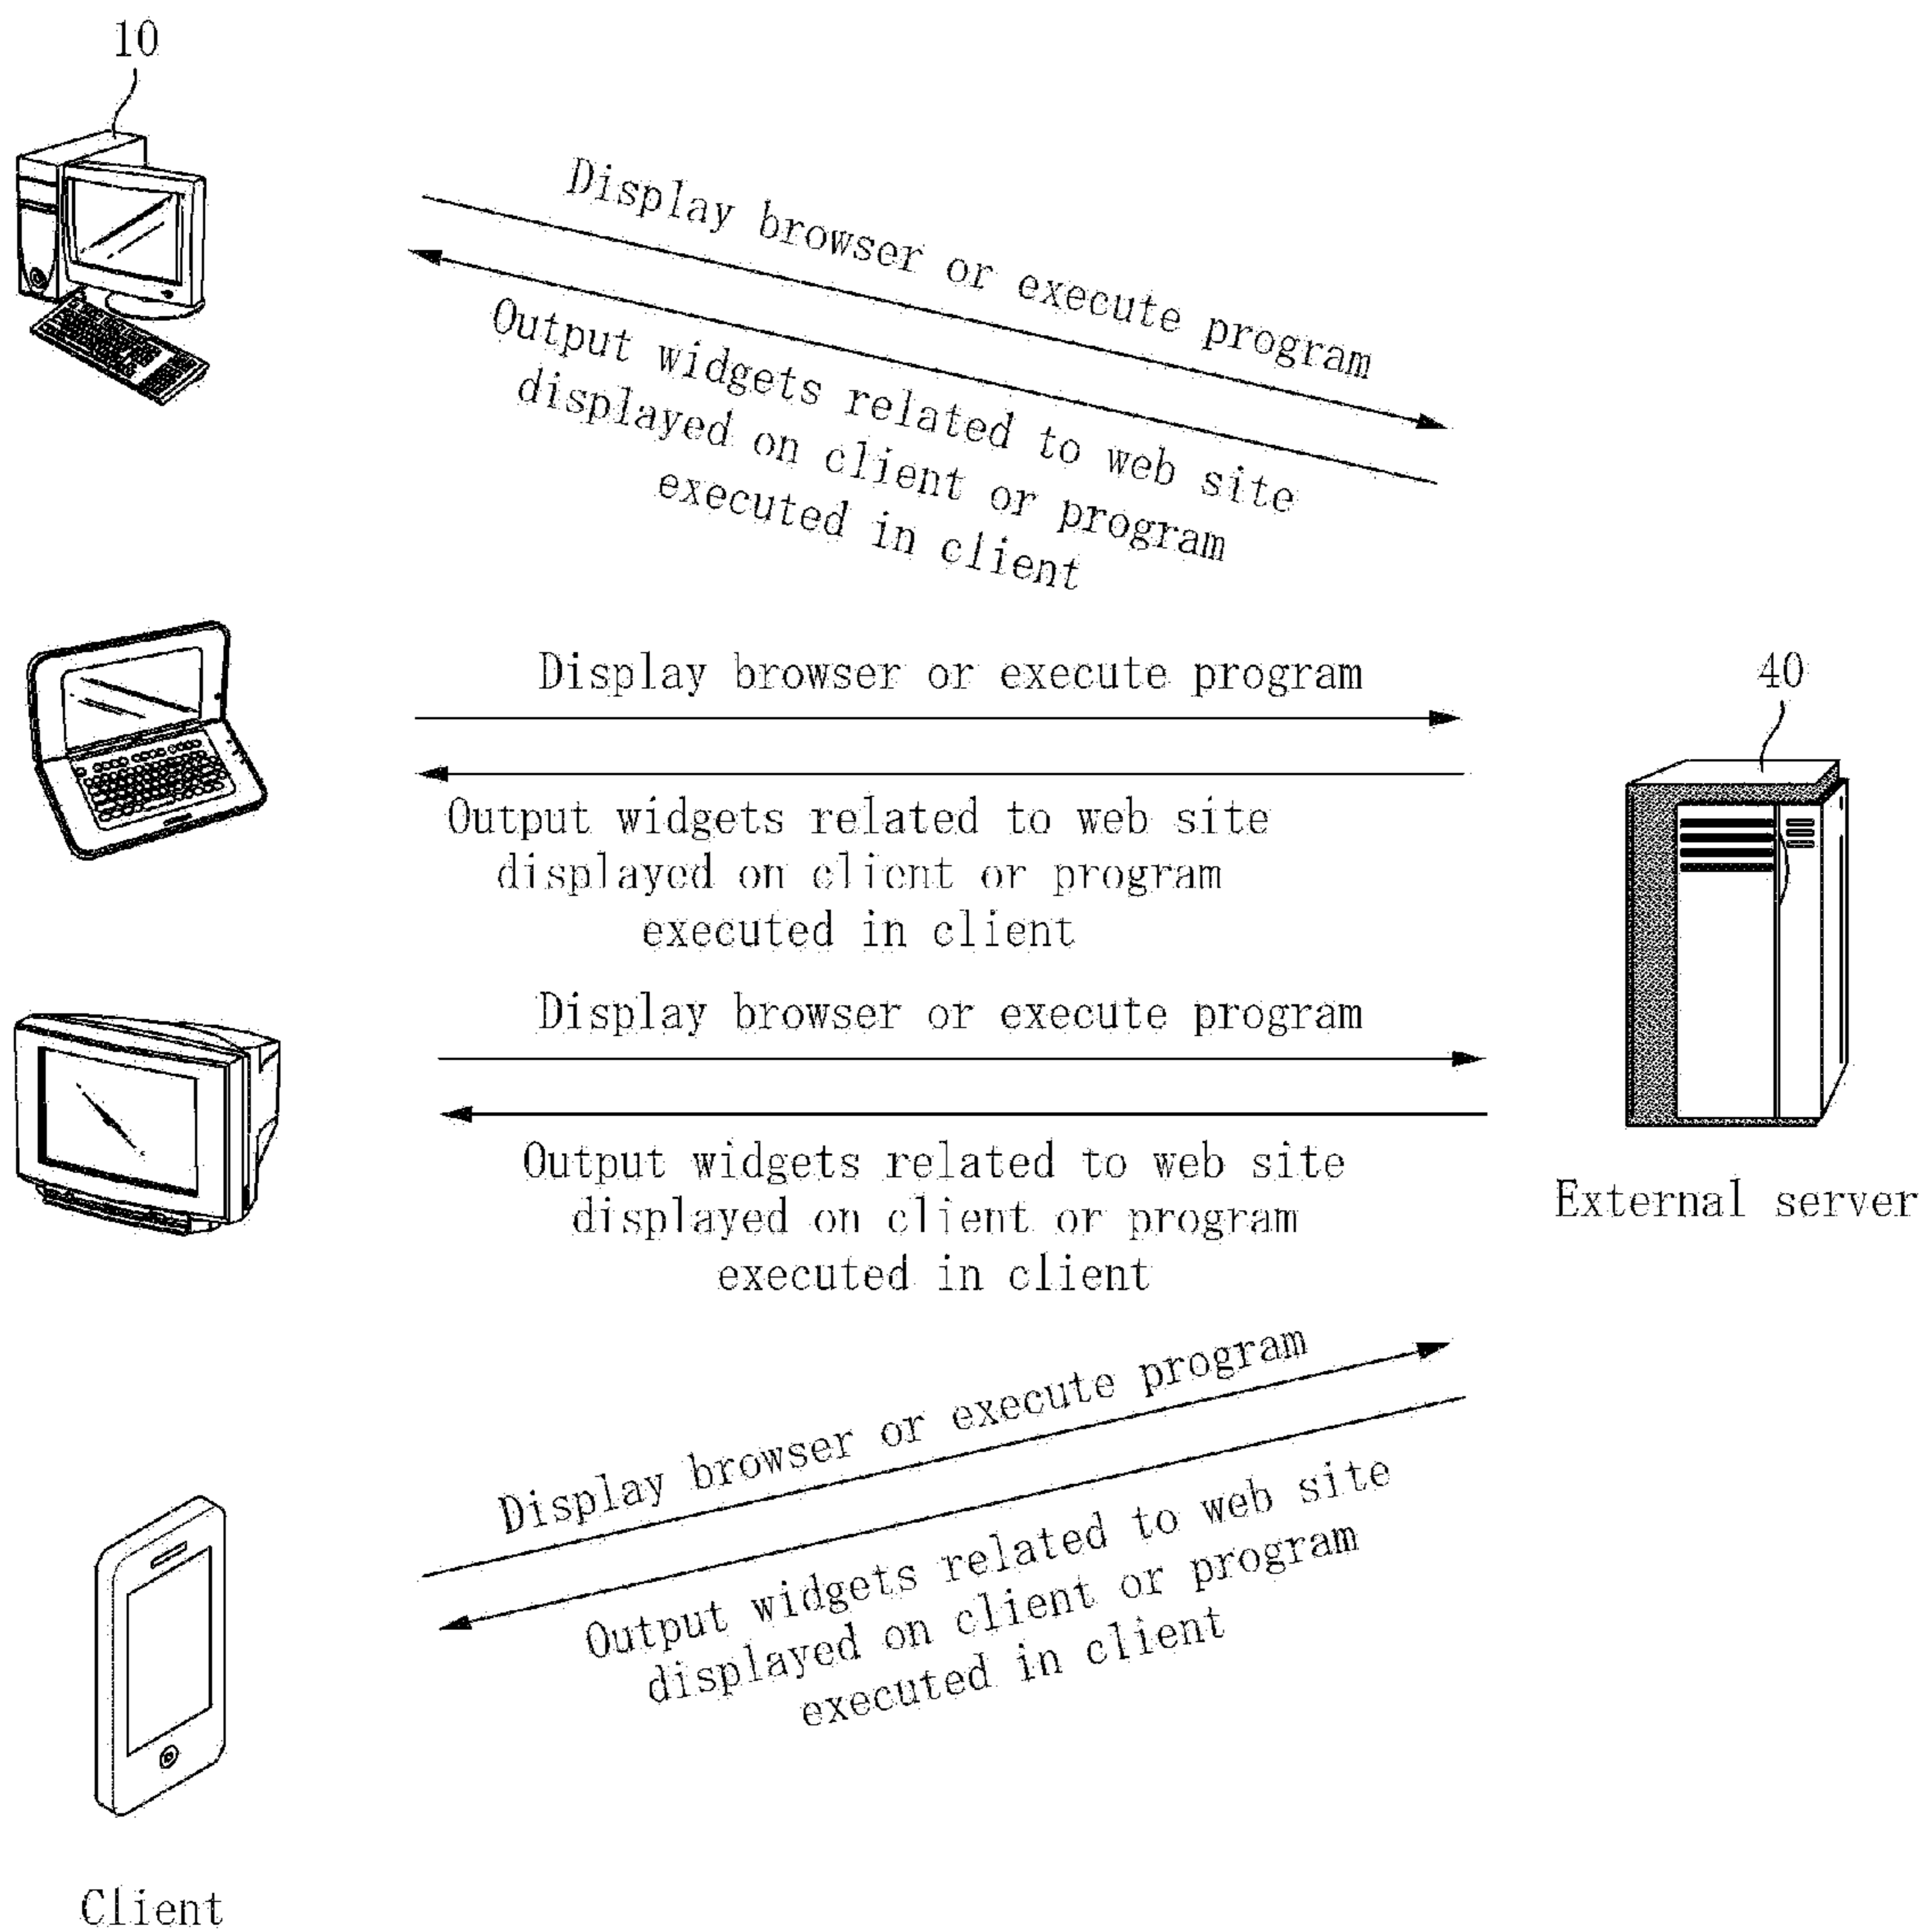 10
Display browser or execute program
Output widgets related to web site
displayed on client or program
executed in client
Display browser or execute program
40
Output widgets related to web site
displayed on client or program
executed in client
Display browser or execute program
Output widgets related to web site
displayed on client or program
executed in client
External server
Display browser or execute program
Output widgets related to web site
displayed on client or program
executed in client
Client